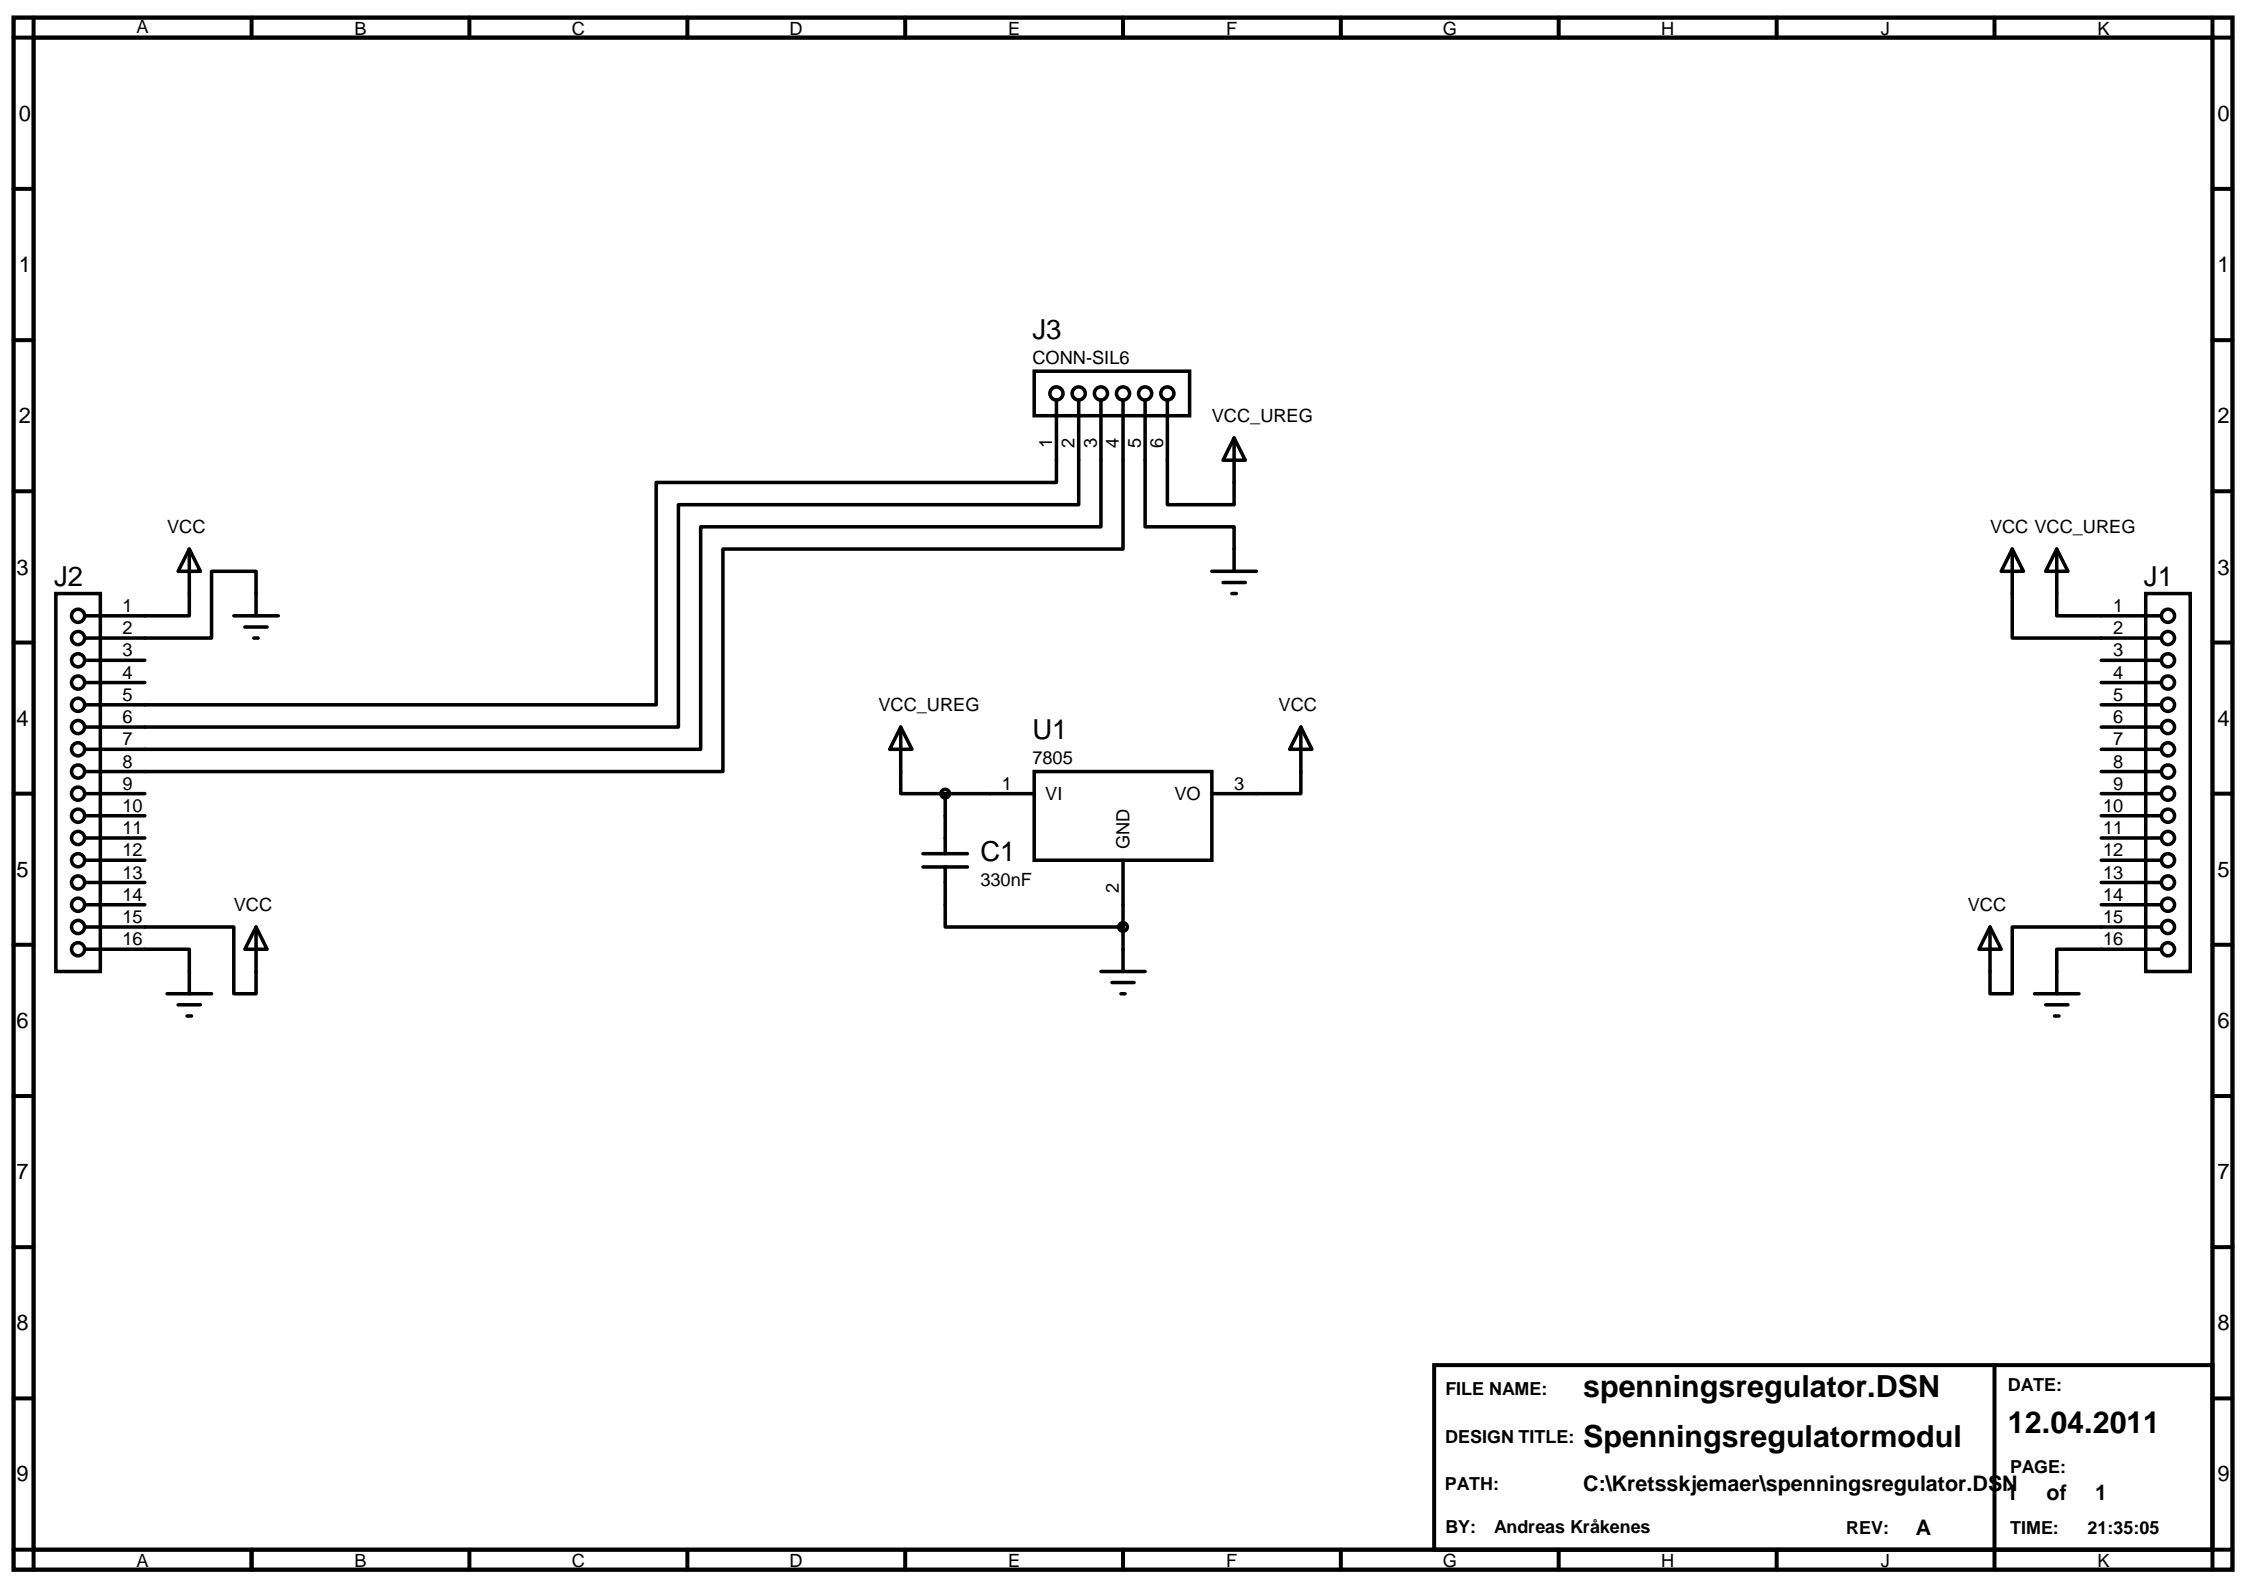 A B C D E F G H J K
0 0
1 1
J3
CONN-SIL6
2 2
VCC_UREG
1 2 3 4 5 6
VCC
VCC VCC_UREG
3 3
J2
J1
1 1
2 2
3 3
4 4
5 5
6 6
7 7
8 8
9 9
10 10
11 11
12 12
13 13
14 14
15 15
16 16
4 4
VCC_UREG
VCC
U1
7805
1 VI VO 3
GND
2
C1
330nF
5 5
VCC
VCC
6 6
7 7
8 8
9 9
FILE NAME: spenningsregulator.DSN
DATE:
12.04.2011
DESIGN TITLE: Spenningsregulatormodul
PAGE:
PATH: C:\Kretsskjemaer\spenningsregulator.DSN
1 of 1
BY: Andreas Kråkenes REV: A
TIME: 21:35:05
A B C D E F G H J K